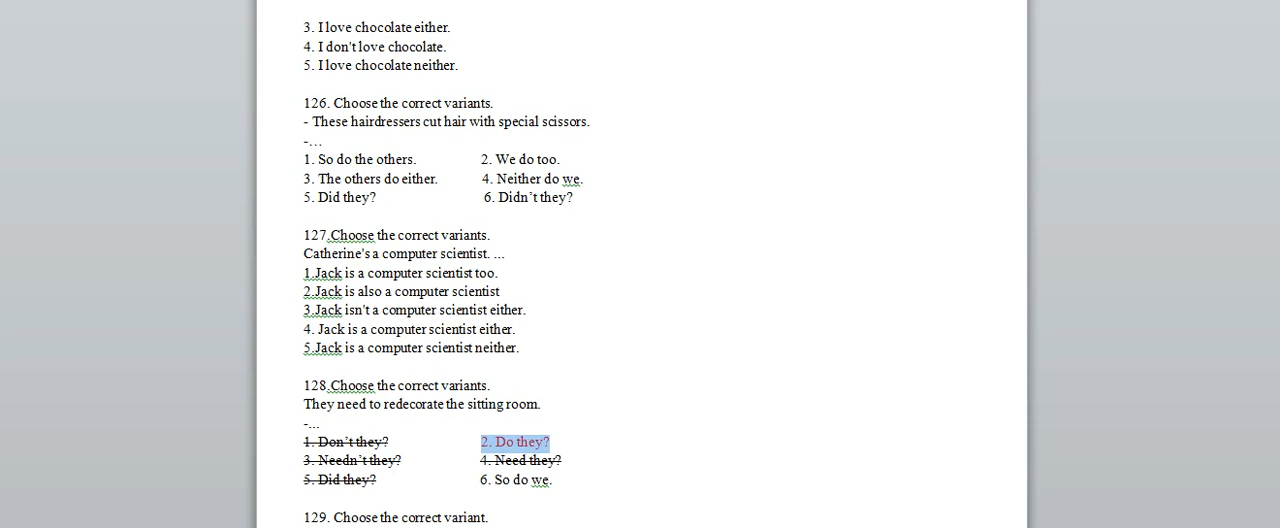 3. I love chocolate either.
4. I don't love chocolate.
5. I love chocolate neither.
126. Choose the correct variants.
- These hairdressers cut hair with special scissors.
-…
1. So do the others. 2. We do too.
3. The others do either. 4. Neither do we.
5. Did they? 6. Didn’t they?
127.Choose the correct variants.
Catherine's a computer scientist. ...
1.Jack is a computer scientist too.
2.Jack is also a computer scientist
3.Jack isn't a computer scientist either.
4. Jack is a computer scientist either.
5.Jack is a computer scientist neither.
128.Choose the correct variants.
They need to redecorate the sitting room.
-...
1. Don’t they? 2. Do they?
3. Needn’t they? 4. Need they?
5. Did they? 6. So do we.
129. Choose the correct variant.